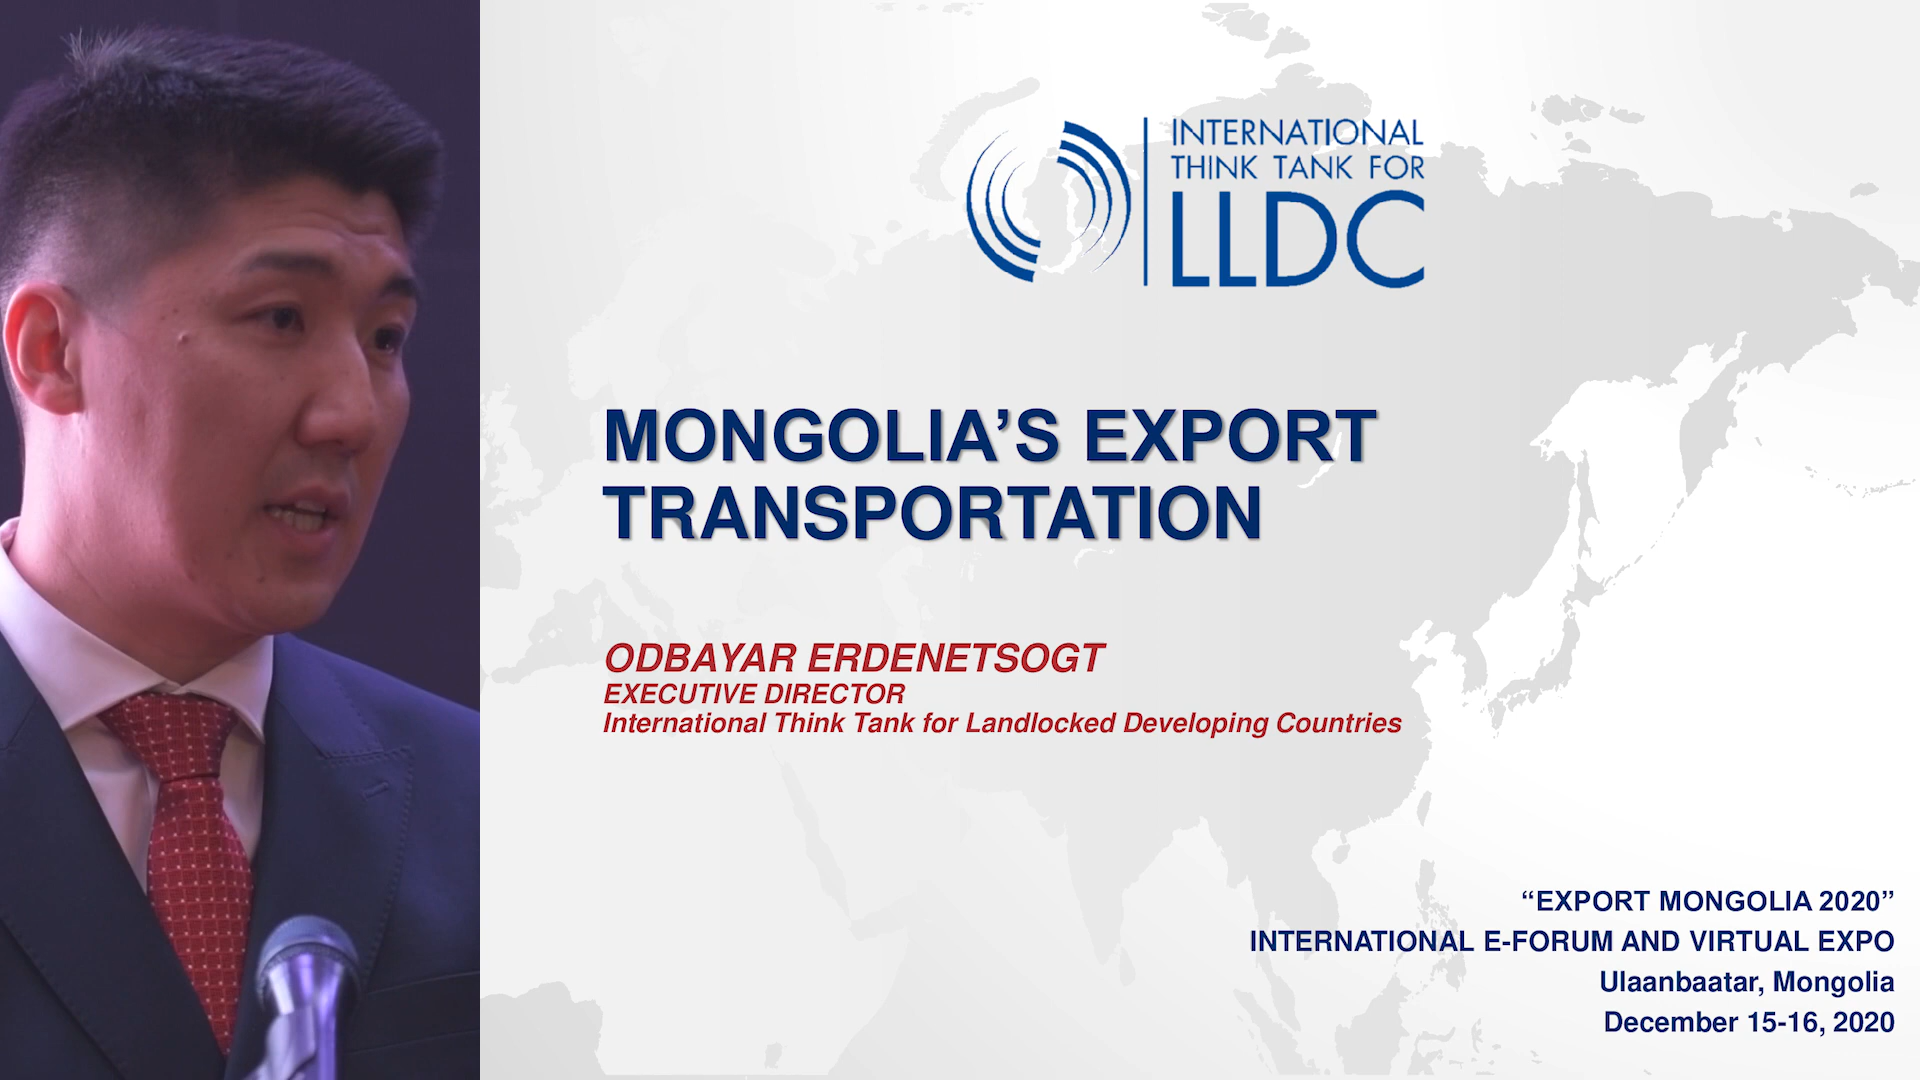 INTERNATIONAL
THINK TANK FOR
LLDC
MONGOLIA’S EXPORT
TRANSPORTATION
ODBAYAR ERDENETSOGT
EXECUTIVE DIRECTOR
International Think Tank for Landlocked Developing Countries
“EXPORT MONGOLIA 2020”
INTERNATIONAL E-FORUM AND VIRTUAL EXPO
Ulaanbaatar, Mongolia
December 15-16, 2020